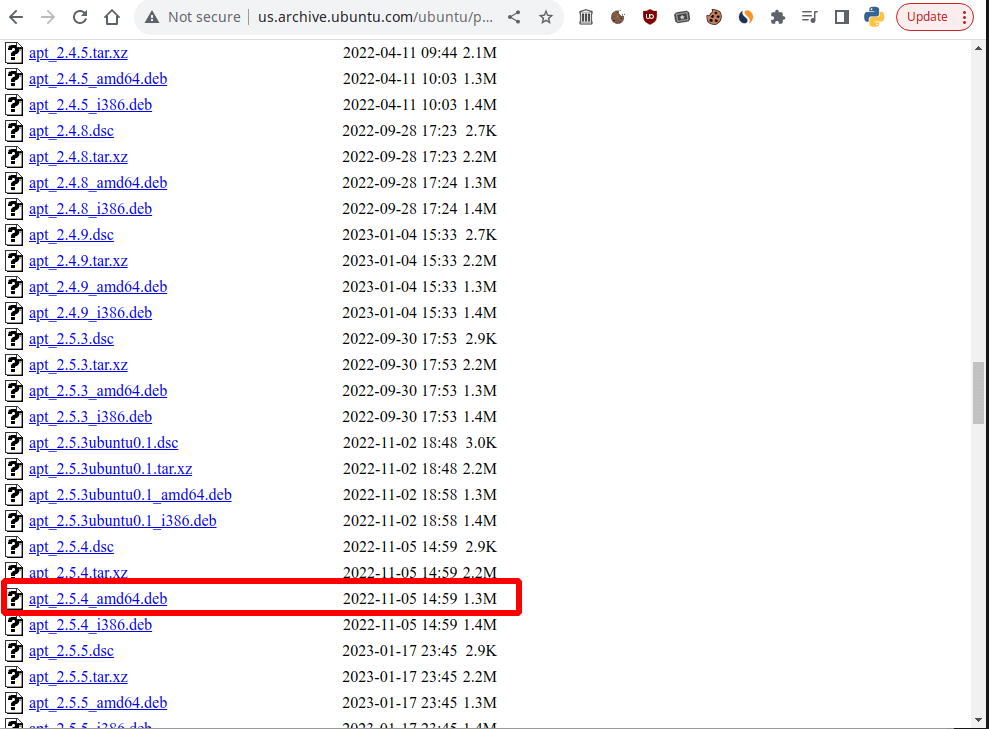 Not secure us.archive.ubuntu.com/ubuntu/p... Update
apt_2.4.5.tar.xz 2022-04-11 09:44 2.1M
apt_2.4.5_amd64.deb 2022-04-11 10:03 1.3M
apt_2.4.5_i386.deb 2022-04-11 10:03 1.4M
apt_2.4.8.dsc 2022-09-28 17:23 2.7K
apt_2.4.8.tar.xz 2022-09-28 17:23 2.2M
apt_2.4.8_amd64.deb 2022-09-28 17:24 1.3M
apt_2.4.8_i386.deb 2022-09-28 17:24 1.4M
apt_2.4.9.dsc 2023-01-04 15:33 2.7K
apt_2.4.9.tar.xz 2023-01-04 15:33 2.2M
apt_2.4.9_amd64.deb 2023-01-04 15:33 1.3M
apt_2.4.9_i386.deb 2023-01-04 15:33 1.4M
apt_2.5.3.dsc 2022-09-30 17:53 2.9K
apt_2.5.3.tar.xz 2022-09-30 17:53 2.2M
apt_2.5.3_amd64.deb 2022-09-30 17:53 1.3M
apt_2.5.3_i386.deb 2022-09-30 17:53 1.4M
apt_2.5.3ubuntu0.1.dsc 2022-11-02 18:48 3.0K
apt_2.5.3ubuntu0.1.tar.xz 2022-11-02 18:48 2.2M
apt_2.5.3ubuntu0.1_amd64.deb 2022-11-02 18:58 1.3M
apt_2.5.3ubuntu0.1_i386.deb 2022-11-02 18:58 1.4M
apt_2.5.4.dsc 2022-11-05 14:59 2.9K
apt_2.5.4.tar.xz 2022-11-05 14:59 2.2M
apt_2.5.4_amd64.deb 2022-11-05 14:59 1.3M
apt_2.5.4_i386.deb 2022-11-05 14:59 1.4M
apt_2.5.5.dsc 2023-01-17 23:45 2.9K
apt_2.5.5.tar.xz 2023-01-17 23:45 2.2M
apt_2.5.5_amd64.deb 2023-01-17 23:45 1.3M
apt_2.5.5_i386.deb 2023-01-17 23:45 1.4M